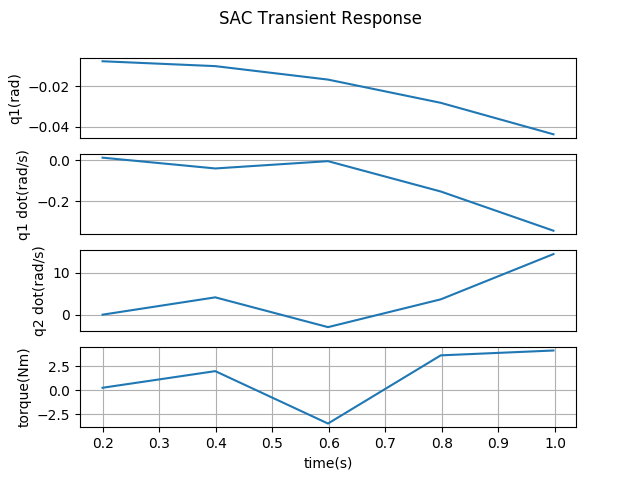 SAC Transient Response
q1(rad)
−0.02
−0.04
q1 dot(rad/s)
0.0
−0.2
q2 dot(rad/s)
10
0
torque(Nm)
2.5
0.0
−2.5
0.2 0.3 0.4 0.5 0.6 0.7 0.8 0.9 1.0
time(s)